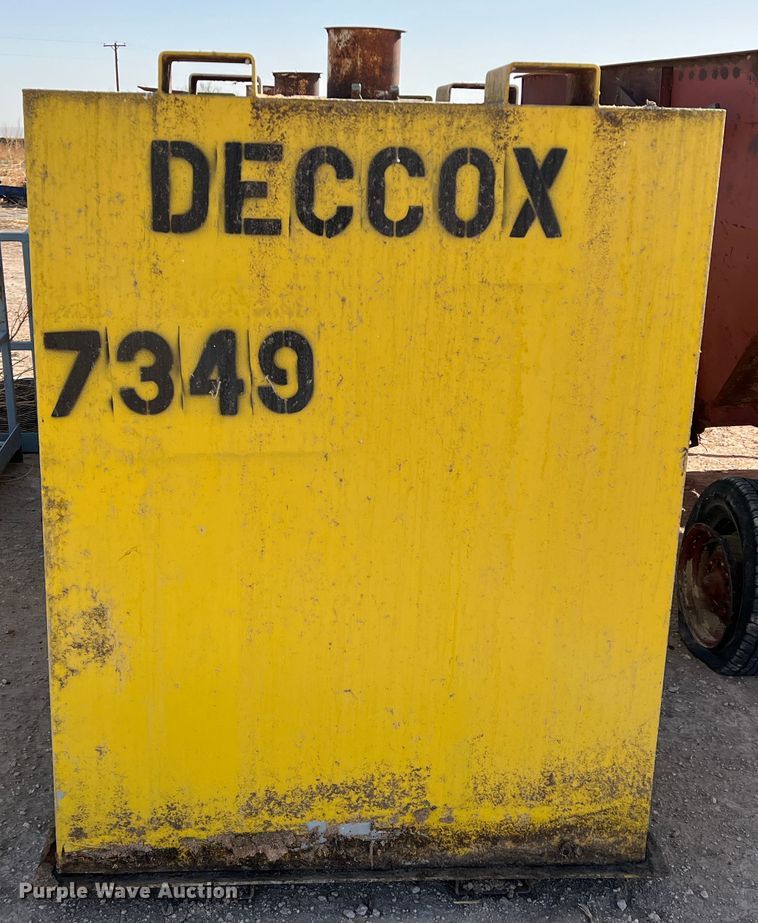 DECCOX
7349
Purple Wave Auction